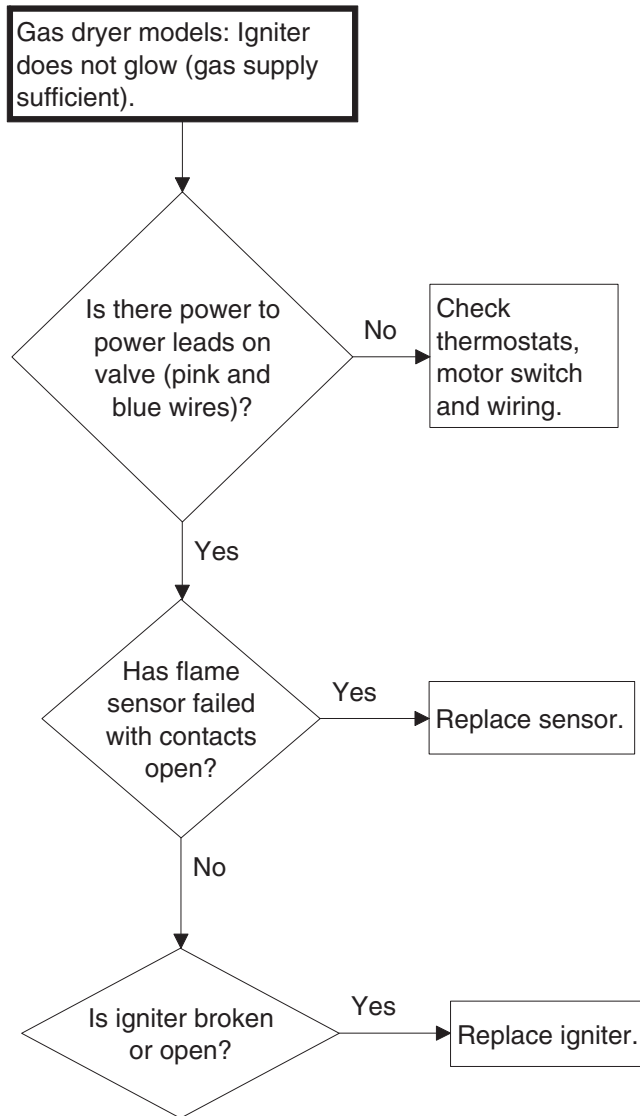 Gas dryer models: Igniter
does not glow (gas supply
sufficient).
Is there power to
power leads on
valve (pink and
blue wires)?
No
Check
thermostats,
motor switch
and wiring.
Yes
Has flame
sensor failed
with contacts
open?
Yes
Replace sensor.
No
Is igniter broken
or open?
Yes
Replace igniter.